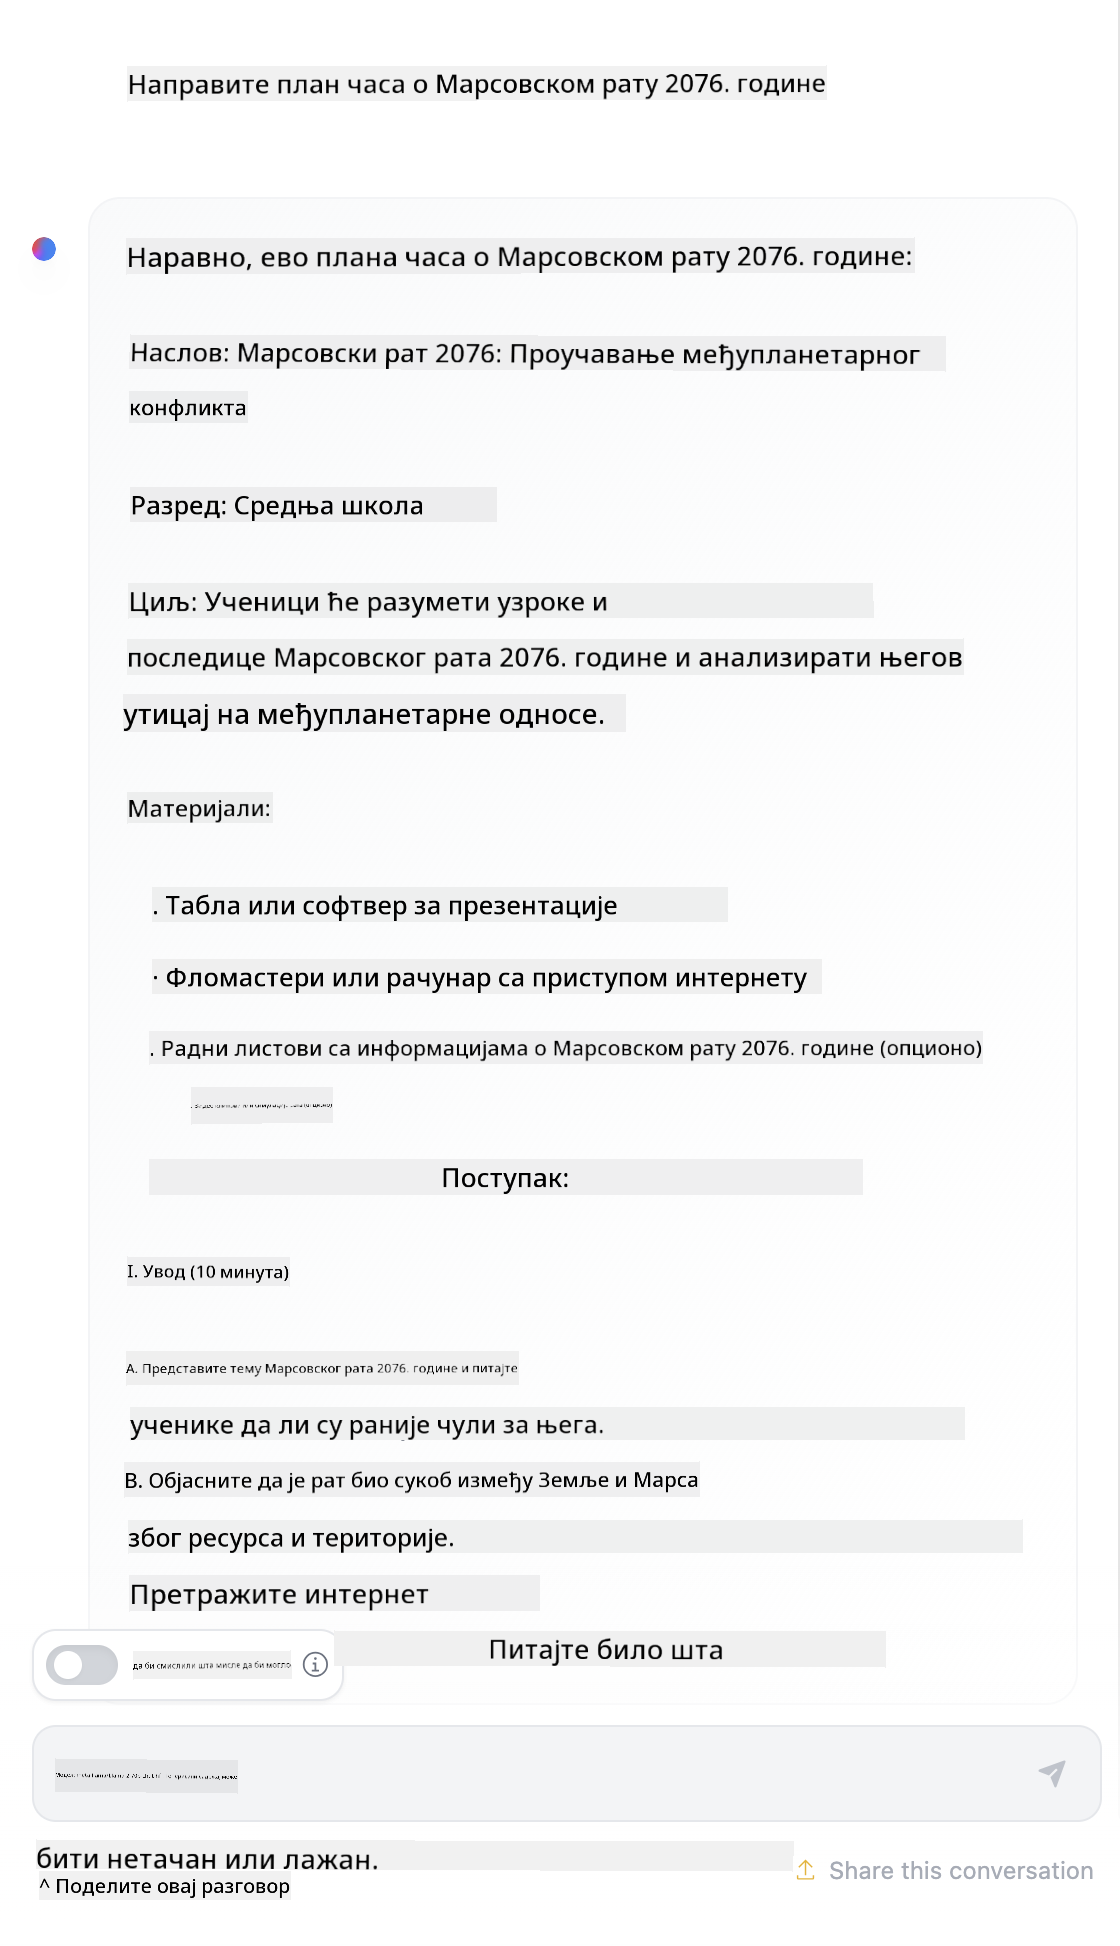 Направите план часа о Марсовском рату 2076. године
Наравно, ево плана часа о Марсовском рату 2076. године:
Наслов: Марсовски рат 2076: Проучавање међупланетарног
конфликта
Разред: Средња школа
Циљ: Ученици ће разумети узроке и
последице Марсовског рата 2076. године и анализирати његов
утицај на међупланетарне односе.
Материјали:
. Табла или софтвер за презентације
· Фломастери или рачунар са приступом интернету
. Радни листови са информацијама о Марсовском рату 2076. године (опционо)
Поступак:
I. Увод (10 минута)
А. Представите тему Марсовског рата 2076. године и питајте
ученике да ли су раније чули за њега.
В. Објасните да је рат био сукоб између Земље и Марса
због ресурса и територије.
Претражите интернет
Питајте било шта
да би смислили шта мисле да би могло
бити нетачан или лажан.
^ Поделите овај разговор
Share this conversation